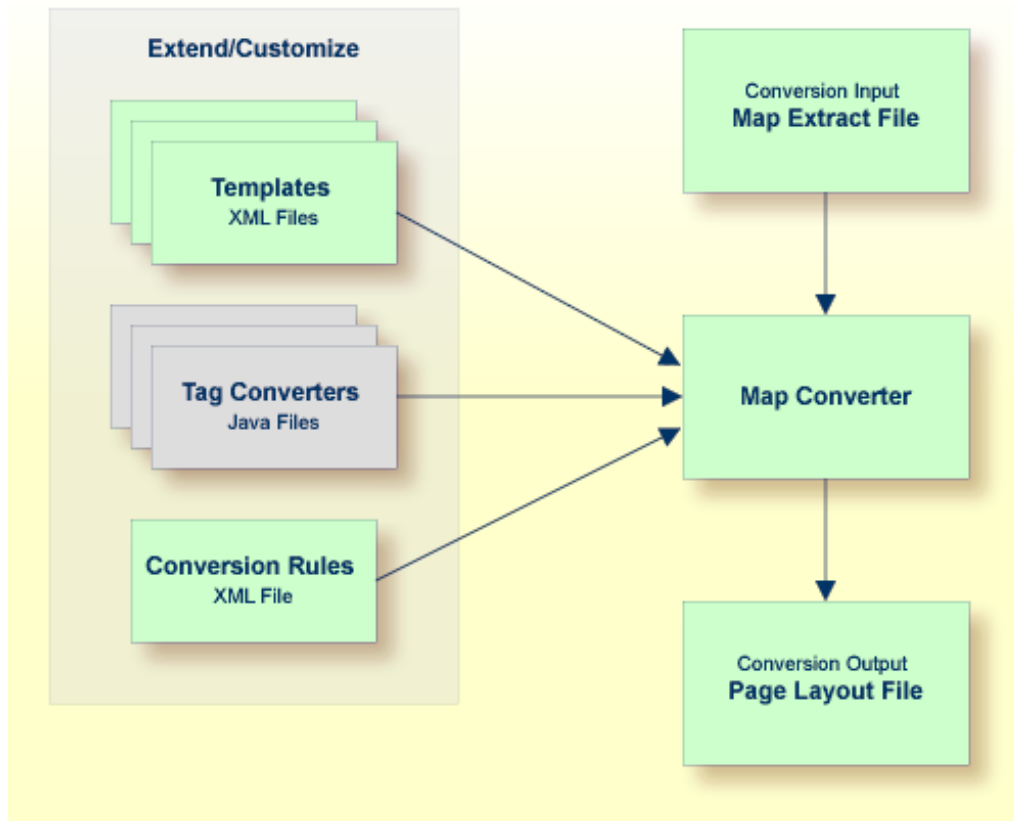 Extend/Customize
Templates
XML Files
Tag Converters
Java Files
Conversion Rules
XML File
Conversion Input
Map Extract File
Map Converter
Conversion Output
Page Layout File